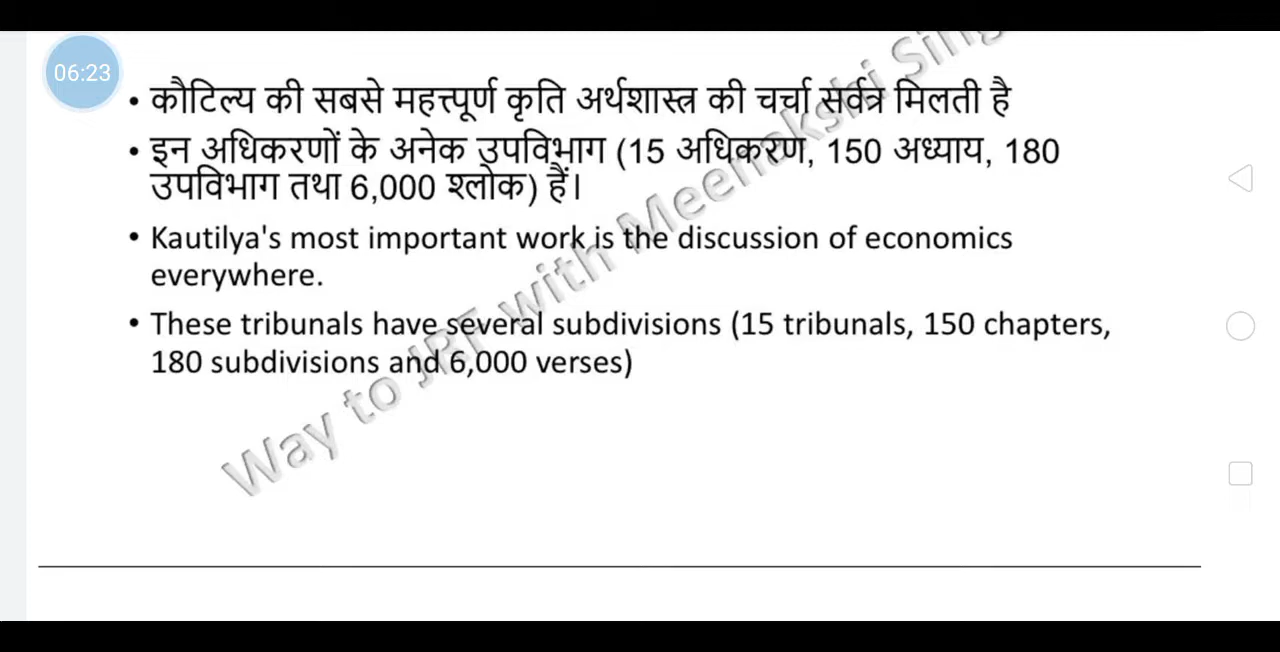 06:23
• कौटिल्य की सबसे महत्त्पूर्ण कृति अर्थशास्त्र की चर्चा सर्वत्र मिलती है
• इन अधिकरणों के अनेक उपविभाग (15 अधिकरण, 150 अध्याय, 180
उपविभाग तथा 6,000 श्लोक) हैं।
• Kautilya's most important work is the discussion of economics
everywhere.
• These tribunals have several subdivisions (15 tribunals, 150 chapters,
180 subdivisions and 6,000 verses)
Way to JRF with Meenakshi Singh